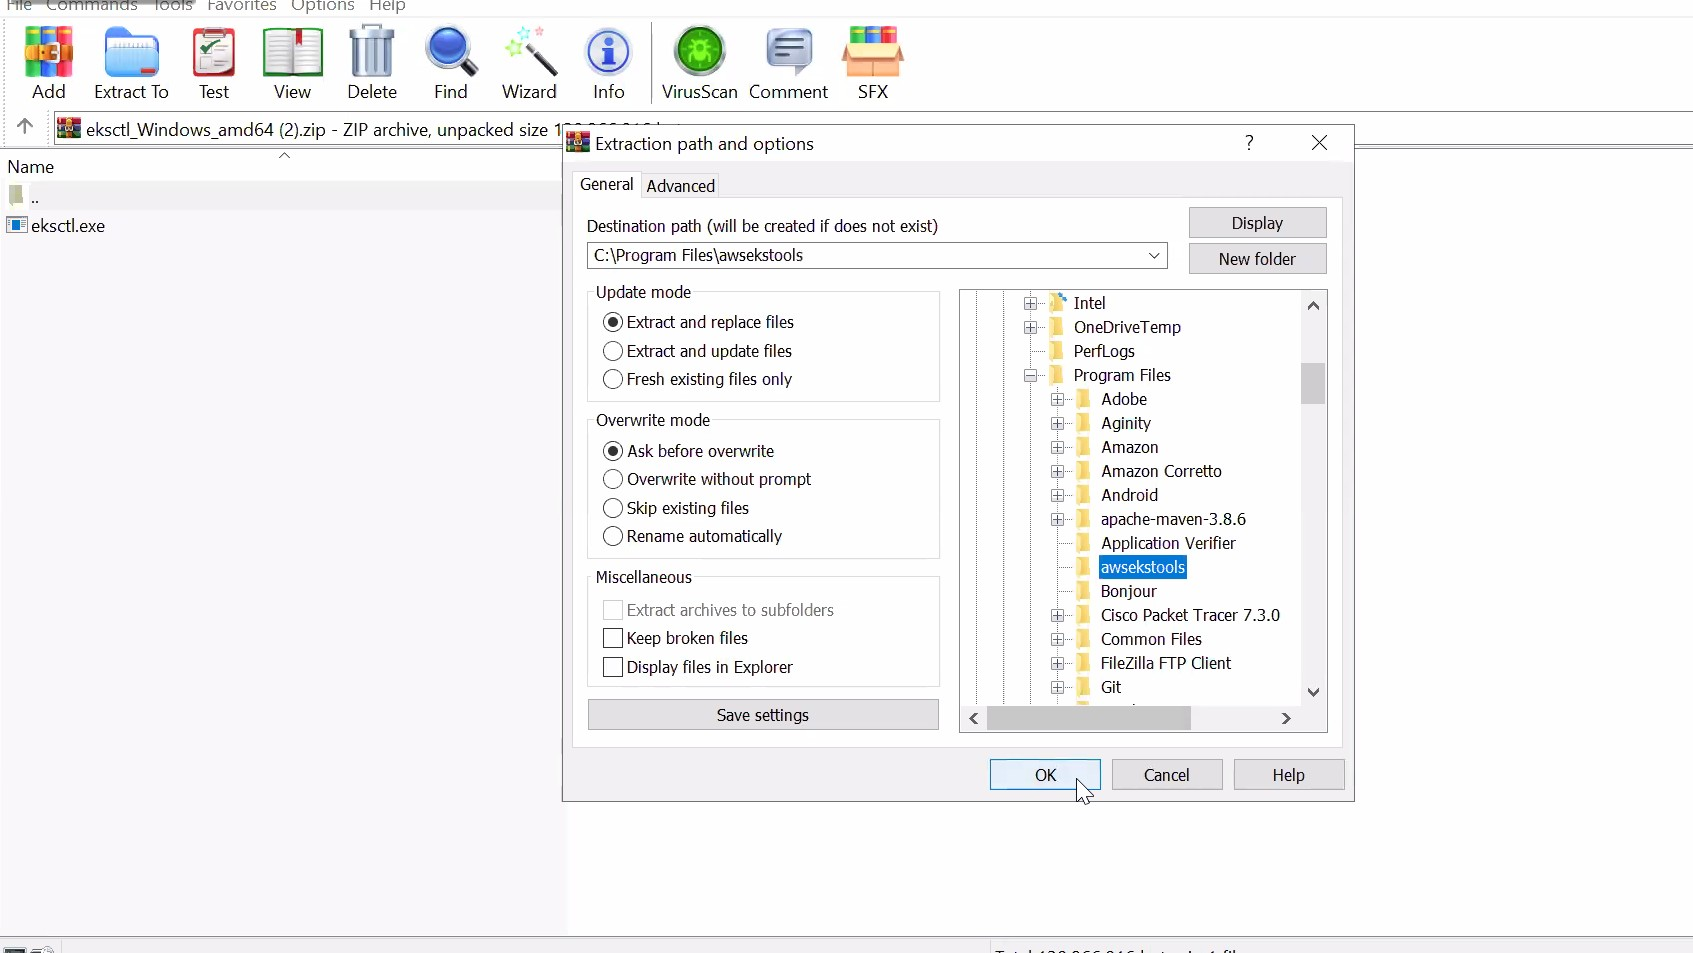 File Commands Tools Favorites Options Help
Add Extract To Test View Delete Find Wizard Info VirusScan Comment SFX
eksctl_Windows_amd64 (2).zip - ZIP archive, unpacked size
Name
..
eksctl.exe
Extraction path and options ?
General Advanced
Destination path (will be created if does not exist)
C:\Program Files\awsekstools
Display
New folder
Update mode
Extract and replace files
Extract and update files
Fresh existing files only
Overwrite mode
Ask before overwrite
Overwrite without prompt
Skip existing files
Rename automatically
Miscellaneous
Extract archives to subfolders
Keep broken files
Display files in Explorer
Save settings
Intel
OneDriveTemp
PerfLogs
Program Files
Adobe
Aginity
Amazon
Amazon Corretto
Android
apache-maven-3.8.6
Application Verifier
awsekstools
Bonjour
Cisco Packet Tracer 7.3.0
Common Files
FileZilla FTP Client
Git
OK Cancel Help